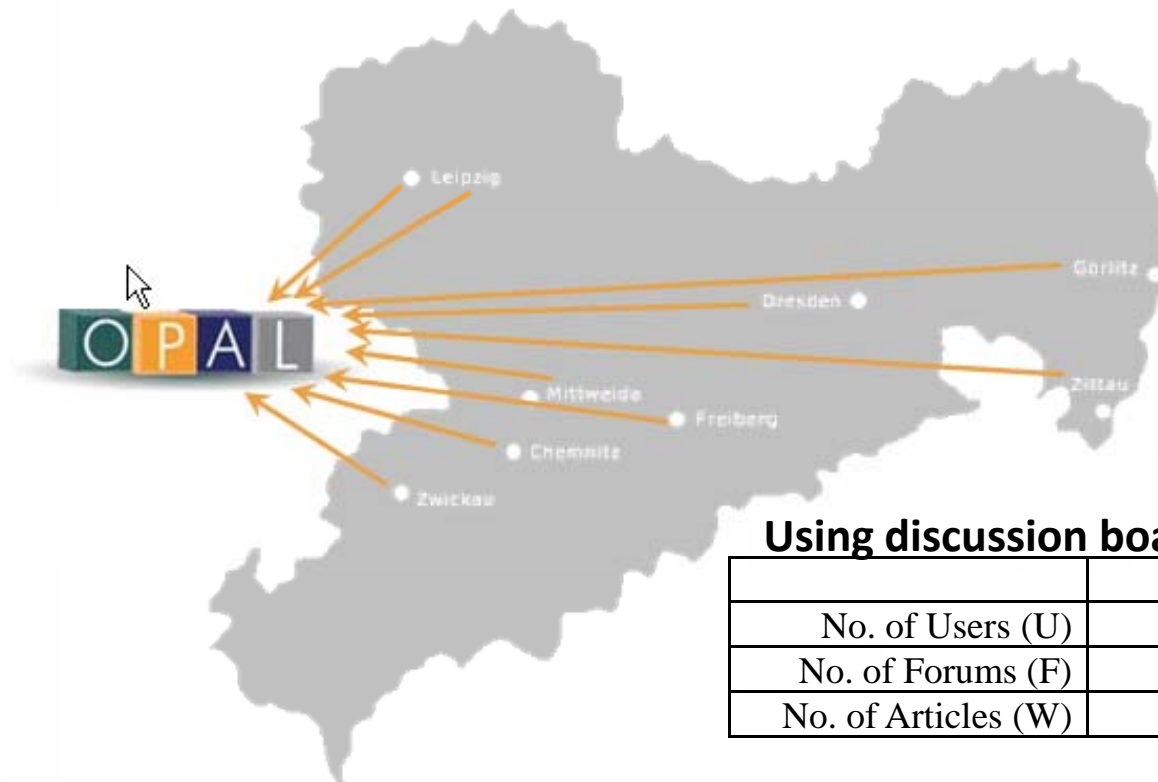 Leipzig
Görlitz
Dresden
OPAL
Zittau
Mittweida
Freiberg
Chemnitz
Zwickau
Using discussion boa
No. of Users (U)
No. of Forums (F)
No. of Articles (W)